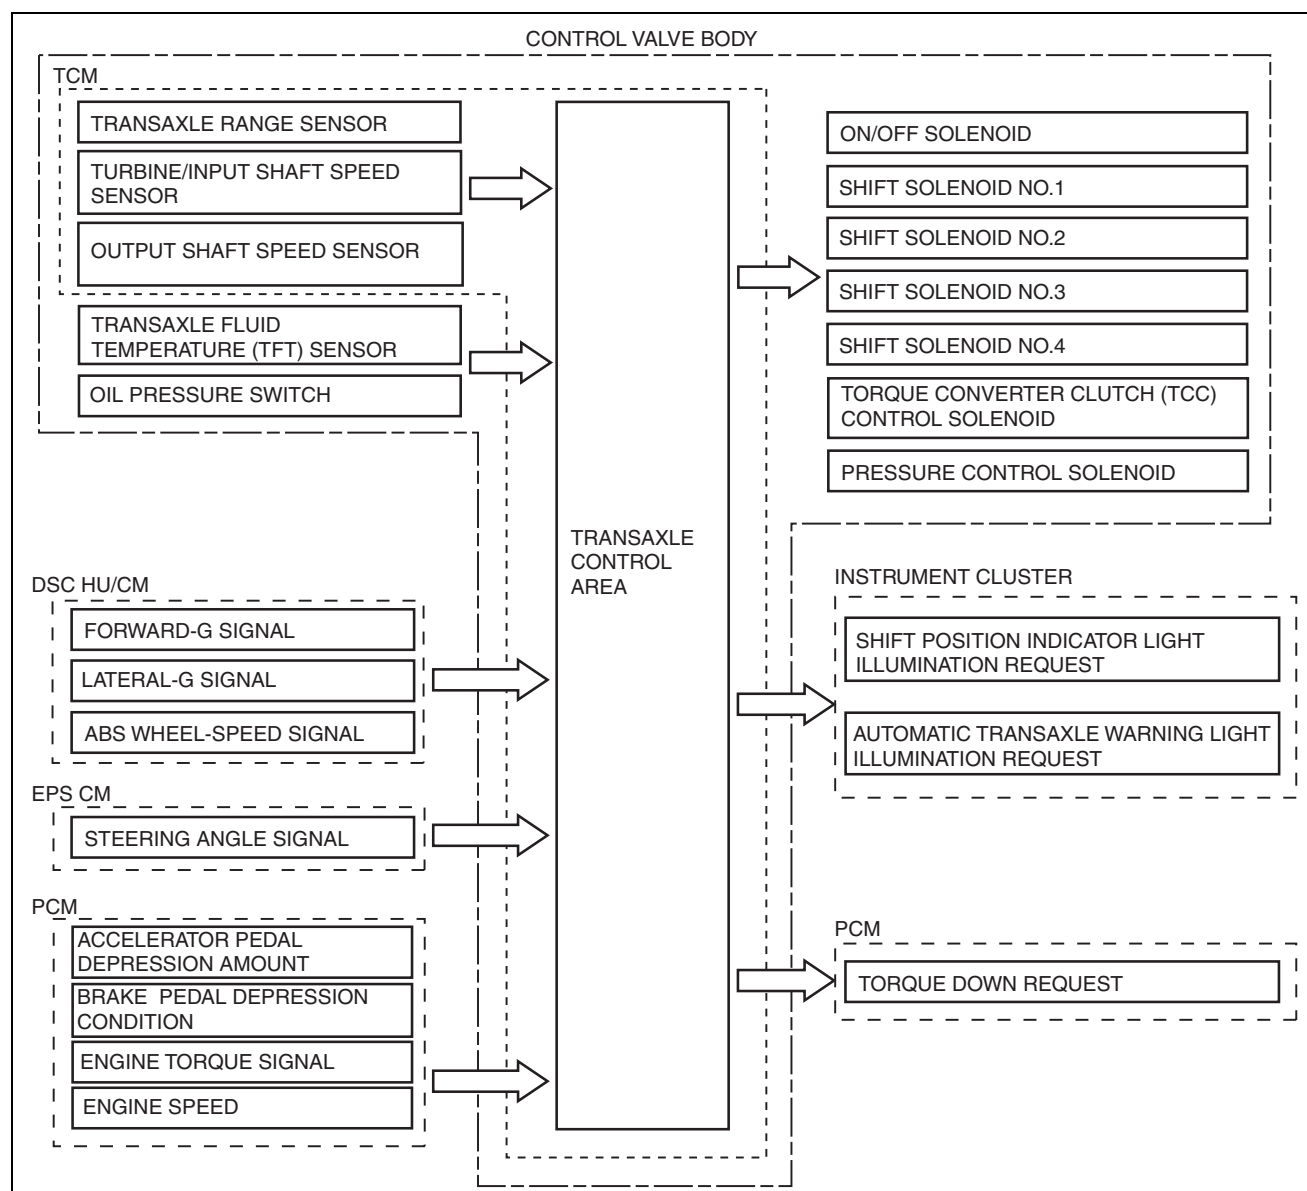 CONTROL VALVE BODY
TCM
TRANSAXLE RANGE SENSOR
TURBINE/INPUT SHAFT SPEED
SENSOR
OUTPUT SHAFT SPEED SENSOR
TRANSAXLE FLUID
TEMPERATURE (TFT) SENSOR
OIL PRESSURE SWITCH
DSC HU/CM
FORWARD-G SIGNAL
LATERAL-G SIGNAL
ABS WHEEL-SPEED SIGNAL
EPS CM
STEERING ANGLE SIGNAL
PCM
ACCELERATOR PEDAL
DEPRESSION AMOUNT
BRAKE PEDAL DEPRESSION
CONDITION
ENGINE TORQUE SIGNAL
ENGINE SPEED
TRANSAXLE
CONTROL
AREA
ON/OFF SOLENOID
SHIFT SOLENOID NO.1
SHIFT SOLENOID NO.2
SHIFT SOLENOID NO.3
SHIFT SOLENOID NO.4
TORQUE CONVERTER CLUTCH (TCC)
CONTROL SOLENOID
PRESSURE CONTROL SOLENOID
INSTRUMENT CLUSTER
SHIFT POSITION INDICATOR LIGHT
ILLUMINATION REQUEST
AUTOMATIC TRANSAXLE WARNING LIGHT
ILLUMINATION REQUEST
PCM
TORQUE DOWN REQUEST